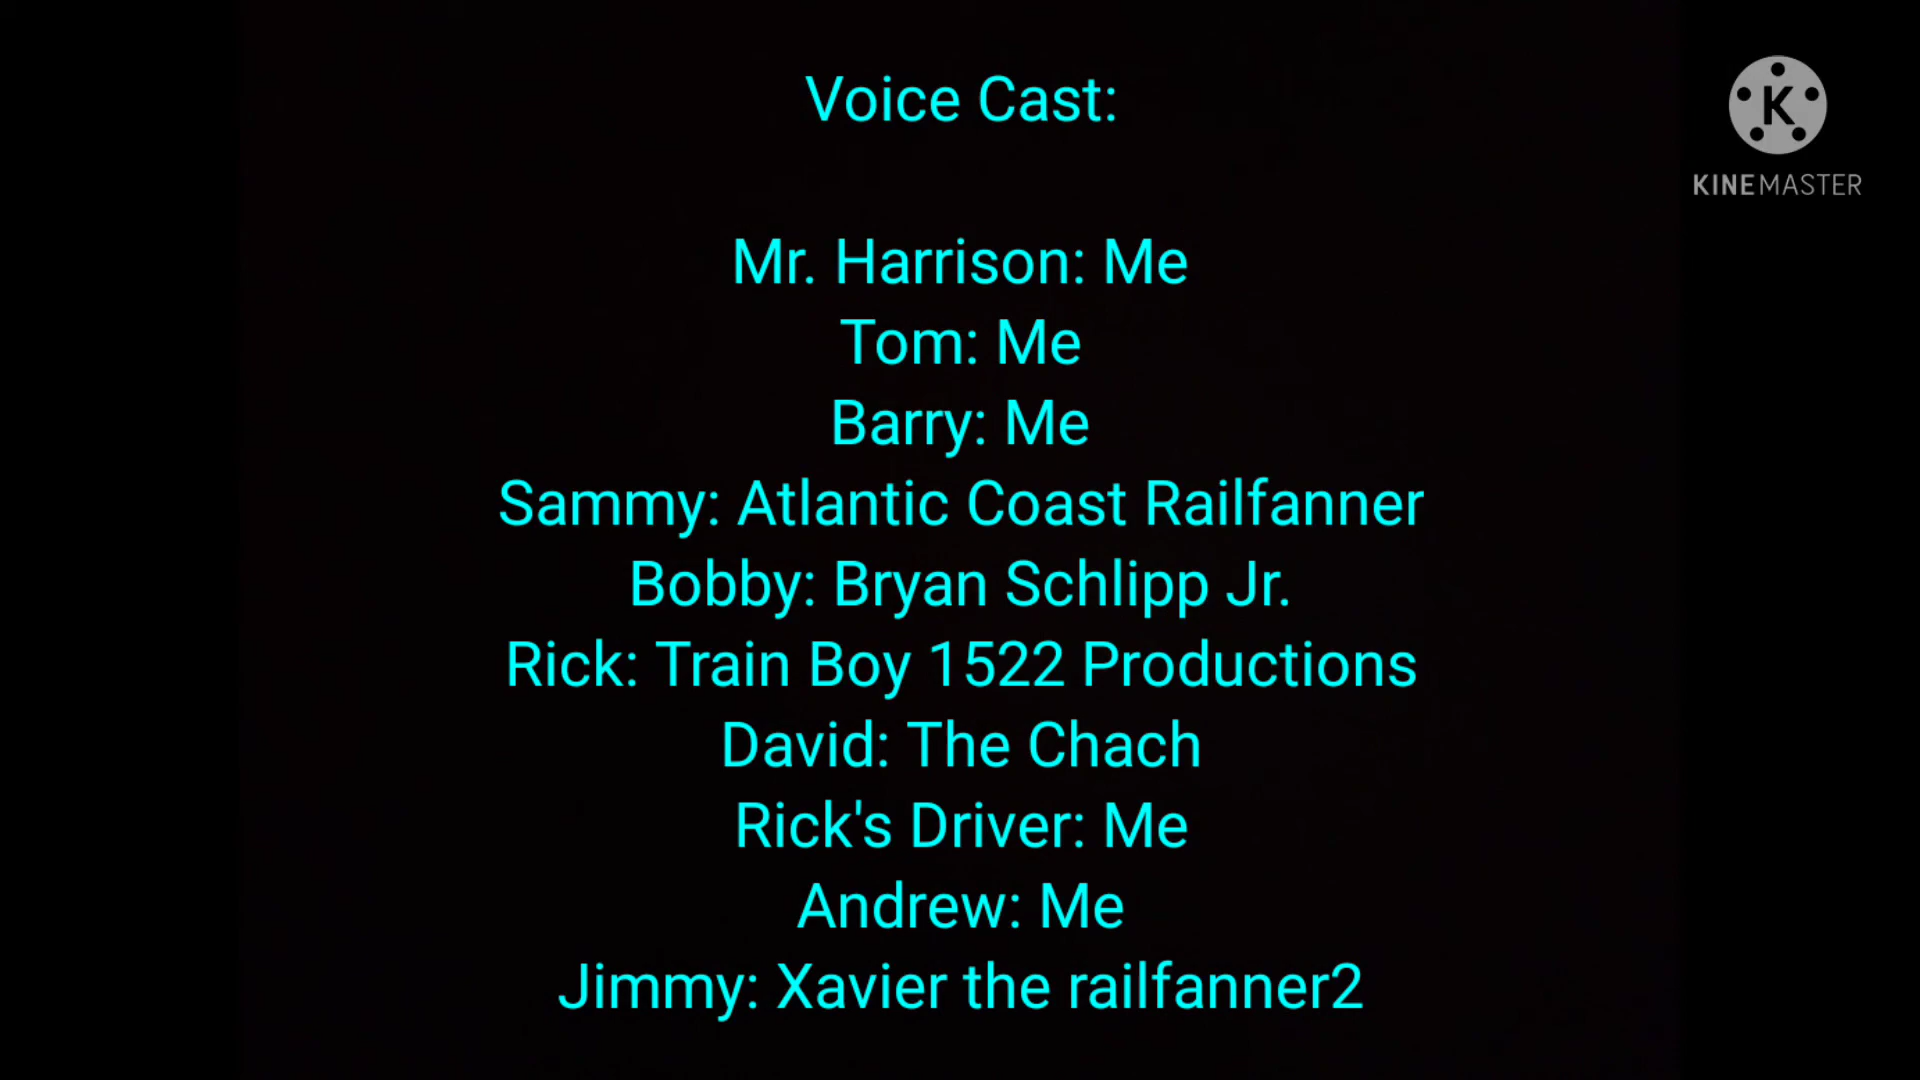 Voice Cast:
K
KINEMASTER
Mr. Harrison: Me
Tom: Me
Barry: Me
Sammy: Atlantic Coast Railfanner
Bobby: Bryan Schlipp Jr.
Rick: Train Boy 1522 Productions
David: The Chach
Rick's Driver: Me
Andrew: Me
Jimmy: Xavier the railfanner2